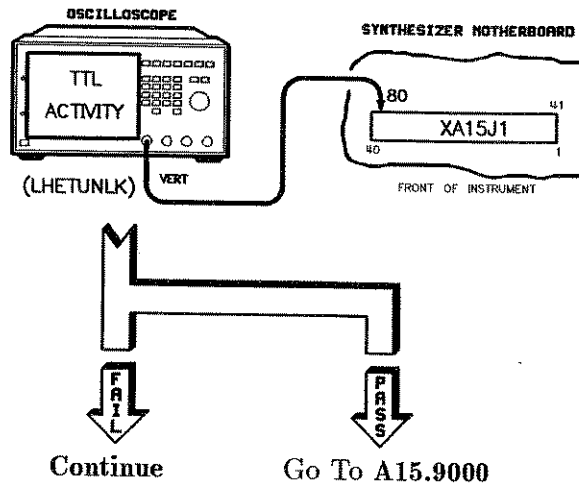 OSCILLOSCOPE
SYNTHESIZER MOTHERBOARD
TTL
ACTIVITY
80
41
XA15J1
40
1
(LHETUNLK)
VERT
FRONT OF INSTRUMENT
FAIL
PASS
Continue
Go To A15.9000